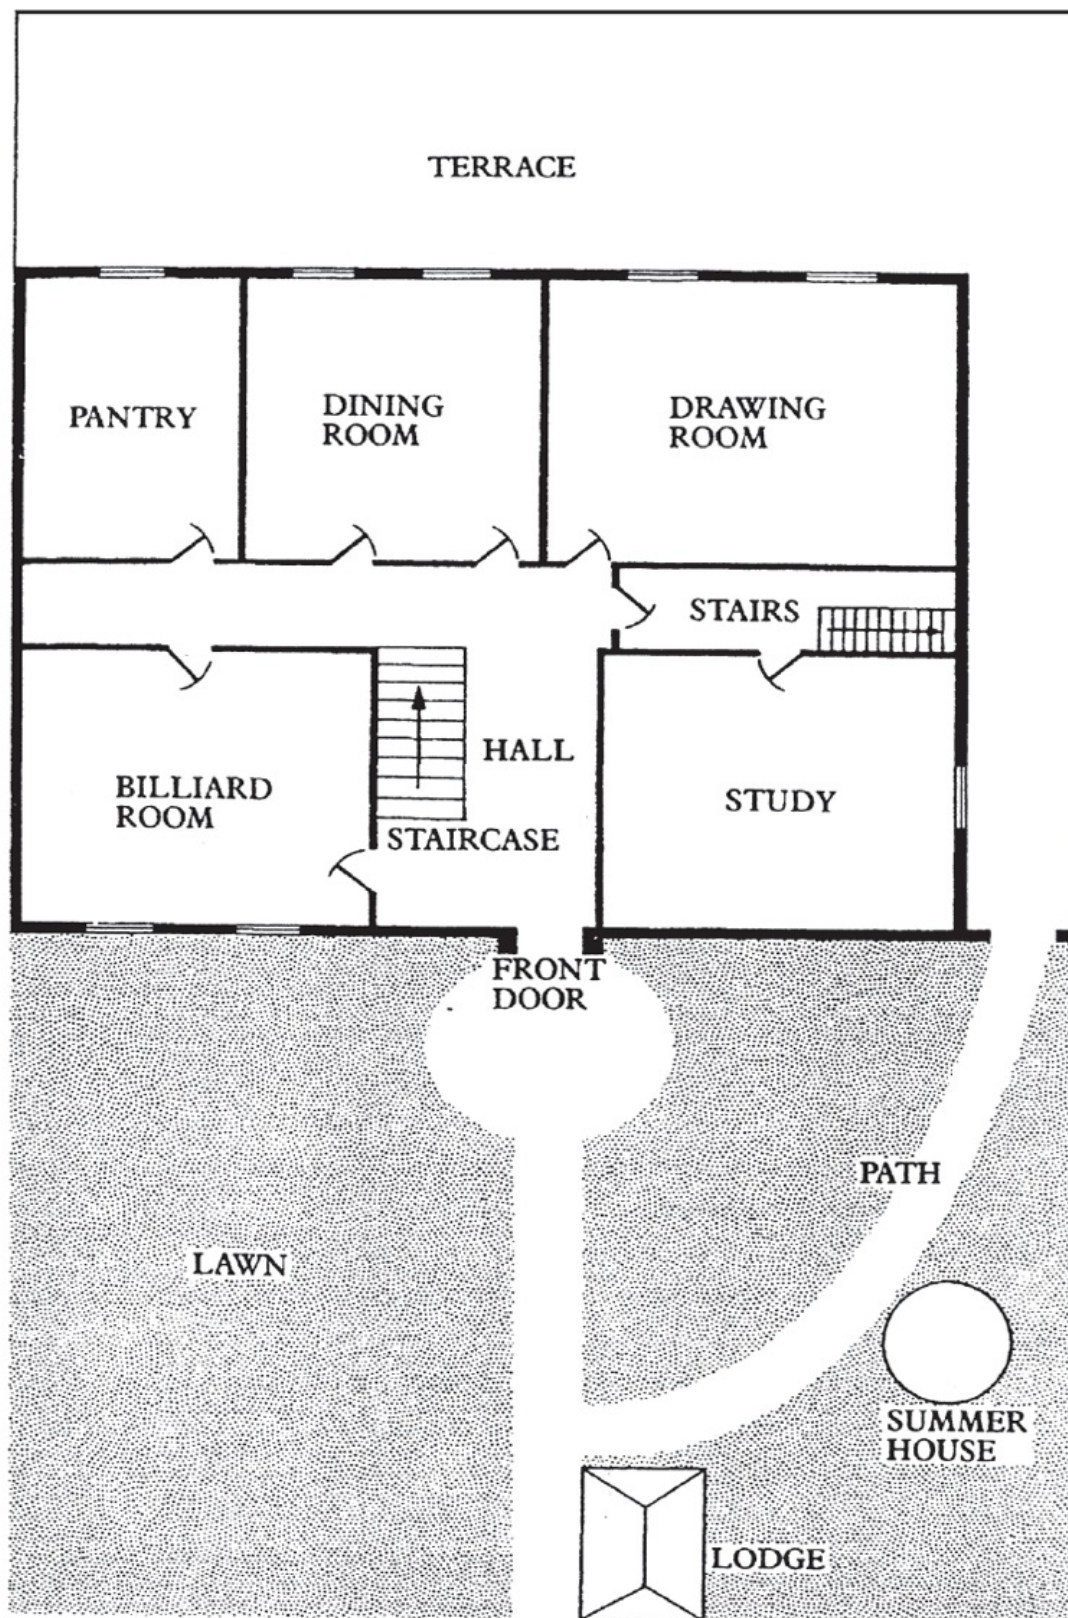 TERRACE
PANTRY
DINING
ROOM
DRAWING
ROOM
STAIRS
HALL
BILLIARD
ROOM
STUDY
STAIRCASE
FRONT
DOOR
PATH
LAWN
SUMMER
HOUSE
LODGE